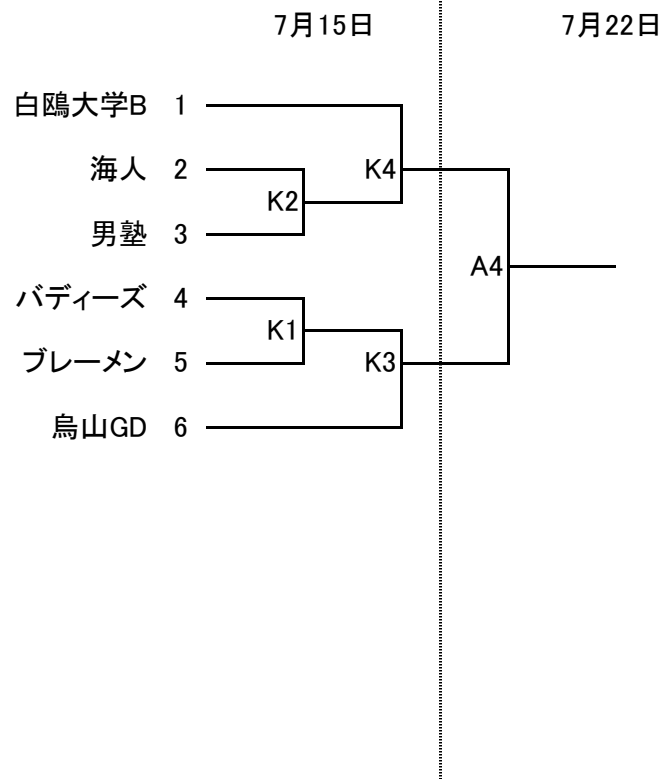 7月15日 7月22日
白鴎大学B 1
海人 2
K4
K2
男塾 3
A4
バディーズ 4
K1
ブレーメン 5
K3
烏山GD 6